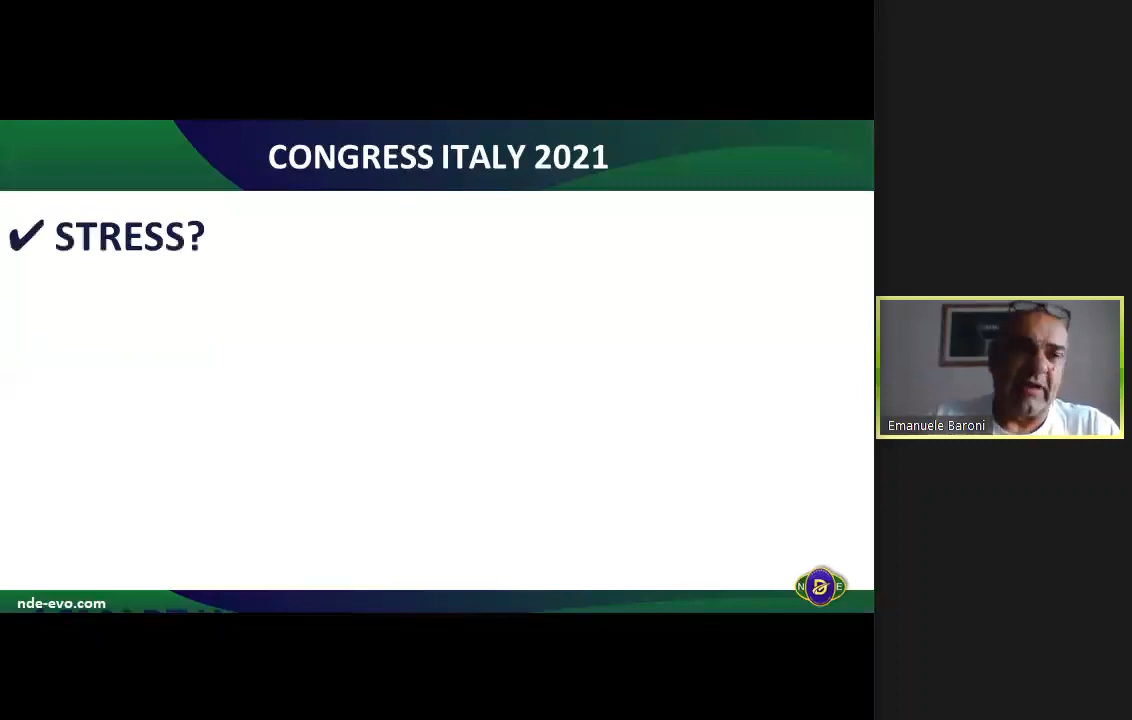 CONGRESS ITALY 2021
✔ STRESS?
Emanuele Baroni
N D E
nde-evo.com